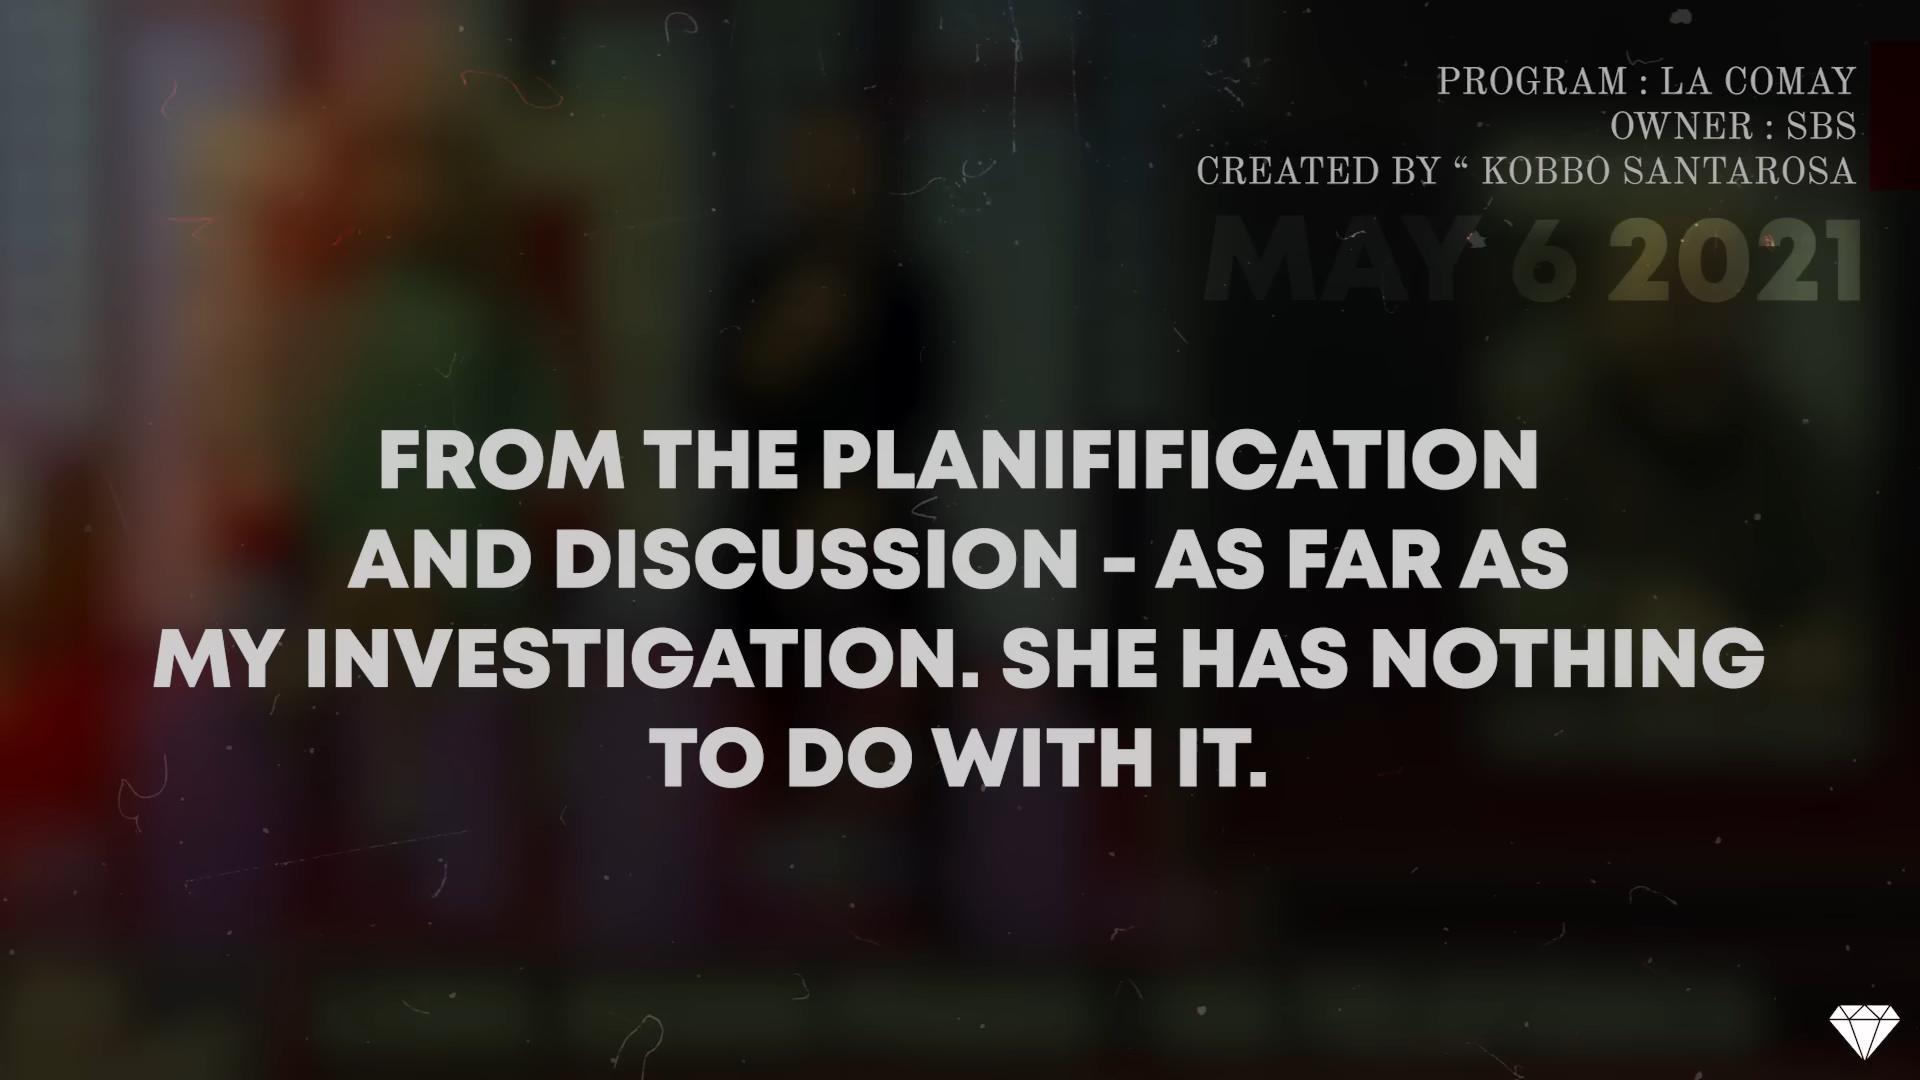 PROGRAM : LA COMAY
OWNER : SBS
CREATED BY “ KOBBO SANTAROSA
MAY 6 2021
FROM THE PLANIFIFICATION
AND DISCUSSION - AS FAR AS
MY INVESTIGATION. SHE HAS NOTHING
TO DO WITH IT.